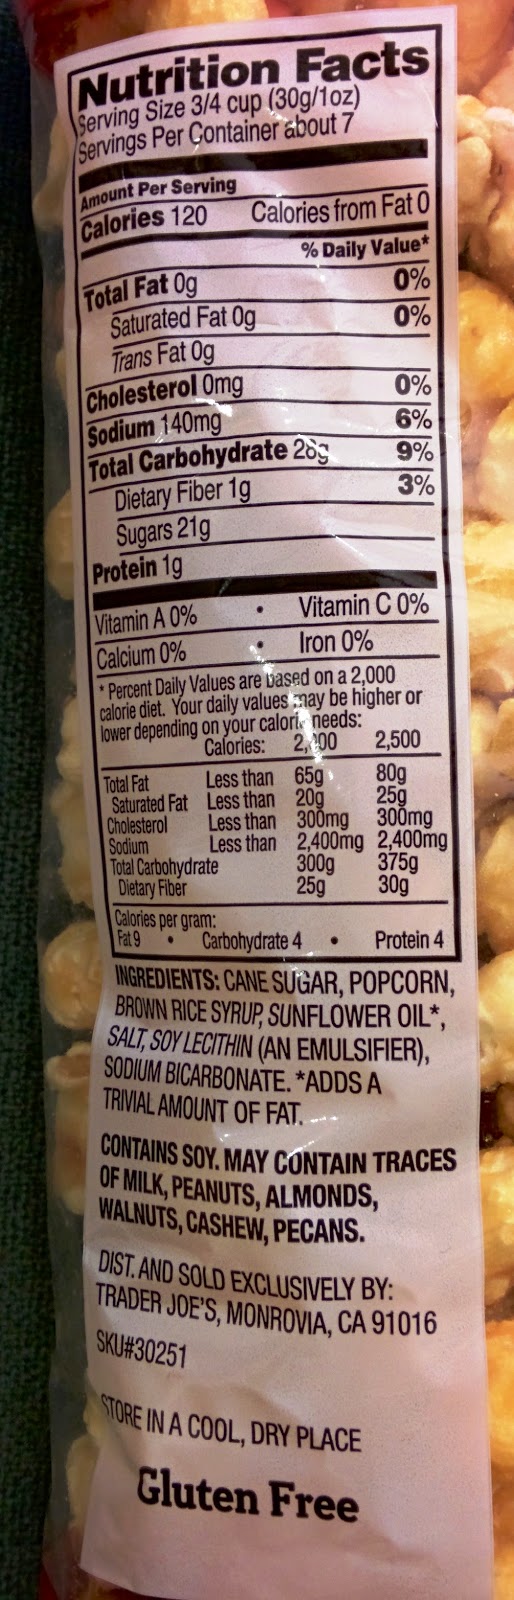 Nutrition Facts
Serving Size 3/4 cup (30g/1oz)
Servings Per Container about 7
Amount Per Serving
Calories 120 Calories from Fat 0
% Daily Value*
Total Fat 0g 0%
Saturated Fat 0g 0%
Trans Fat 0g
Cholesterol 0mg 0%
Sodium 140mg 6%
Total Carbohydrate 28g 9%
Dietary Fiber 1g 3%
Sugars 21g
Protein 1g
Vitamin A 0% • Vitamin C 0%
Calcium 0% • Iron 0%
* Percent Daily Values are based on a 2,000
calorie diet. Your daily values may be higher or
lower depending on your calorie needs:
Calories: 2,000 2,500
Total Fat Less than 65g 80g
Saturated Fat Less than 20g 25g
Cholesterol Less than 300mg 300mg
Sodium Less than 2,400mg 2,400mg
Total Carbohydrate 300g 375g
Dietary Fiber 25g 30g
Calories per gram:
Fat 9 • Carbohydrate 4 • Protein 4
INGREDIENTS: CANE SUGAR, POPCORN,
BROWN RICE SYRUP, SUNFLOWER OIL*,
SALT, SOY LECITHIN (AN EMULSIFIER),
SODIUM BICARBONATE. *ADDS A
TRIVIAL AMOUNT OF FAT.
CONTAINS SOY. MAY CONTAIN TRACES
OF MILK, PEANUTS, ALMONDS,
WALNUTS, CASHEW, PECANS.
DIST. AND SOLD EXCLUSIVELY BY:
TRADER JOE'S, MONROVIA, CA 91016
SKU#30251
STORE IN A COOL, DRY PLACE
Gluten Free